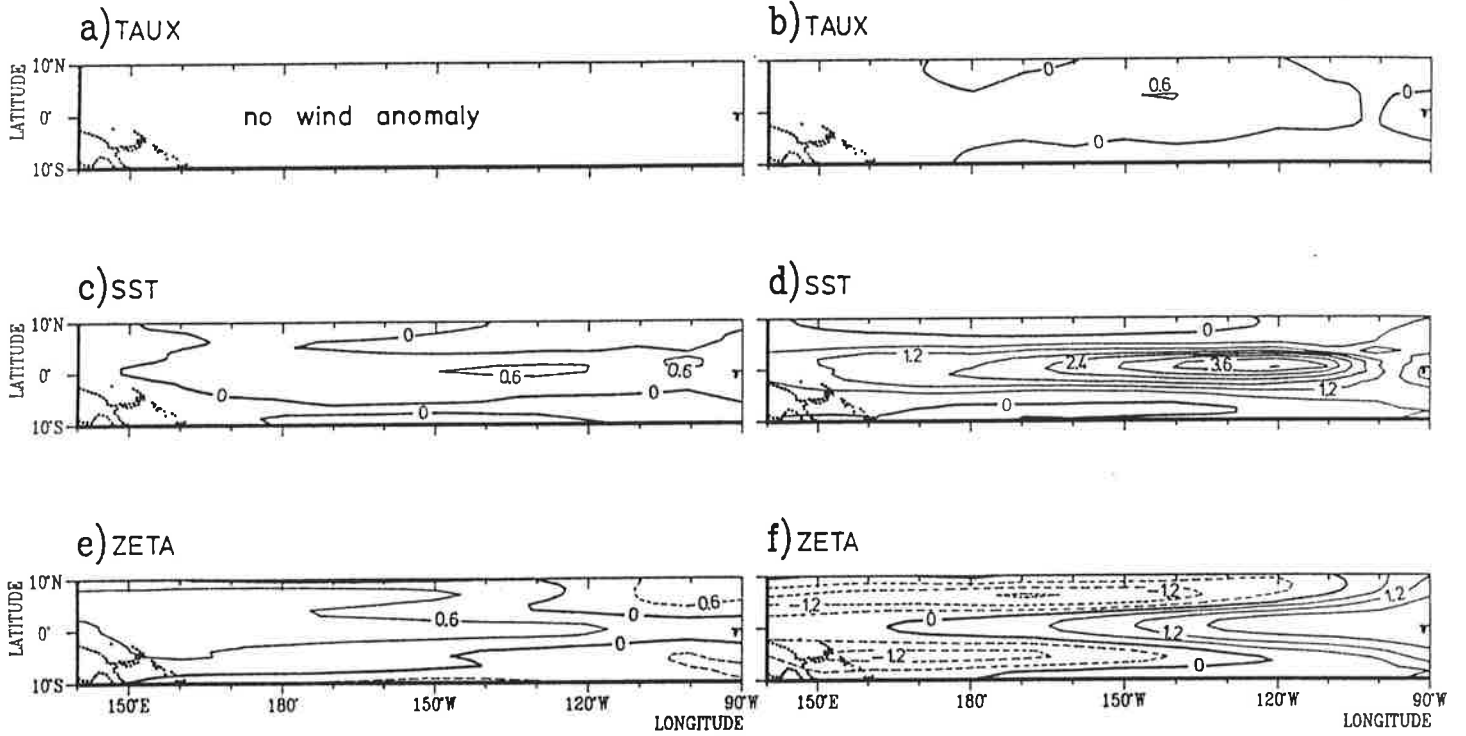 a) TAUX
b) TAUX
LATITUDE
10°N
0°
10°S
no wind anomaly
0
0.6
0
0
c) SST
d) SST
LATITUDE
10°N
0°
10°S
0
0.6
0.6
0
0
0
0
1.2
2.4
3.6
1.2
0
e) ZETA
f) ZETA
LATITUDE
10°N
0°
10°S
0.6
0
0.6
0
-1.2
-1.2
1.2
0
1.2
-1.2
0
150°E
180°
150°W
120°W
90°W
LONGITUDE
150°E
180°
150°W
120°W
90°W
LONGITUDE